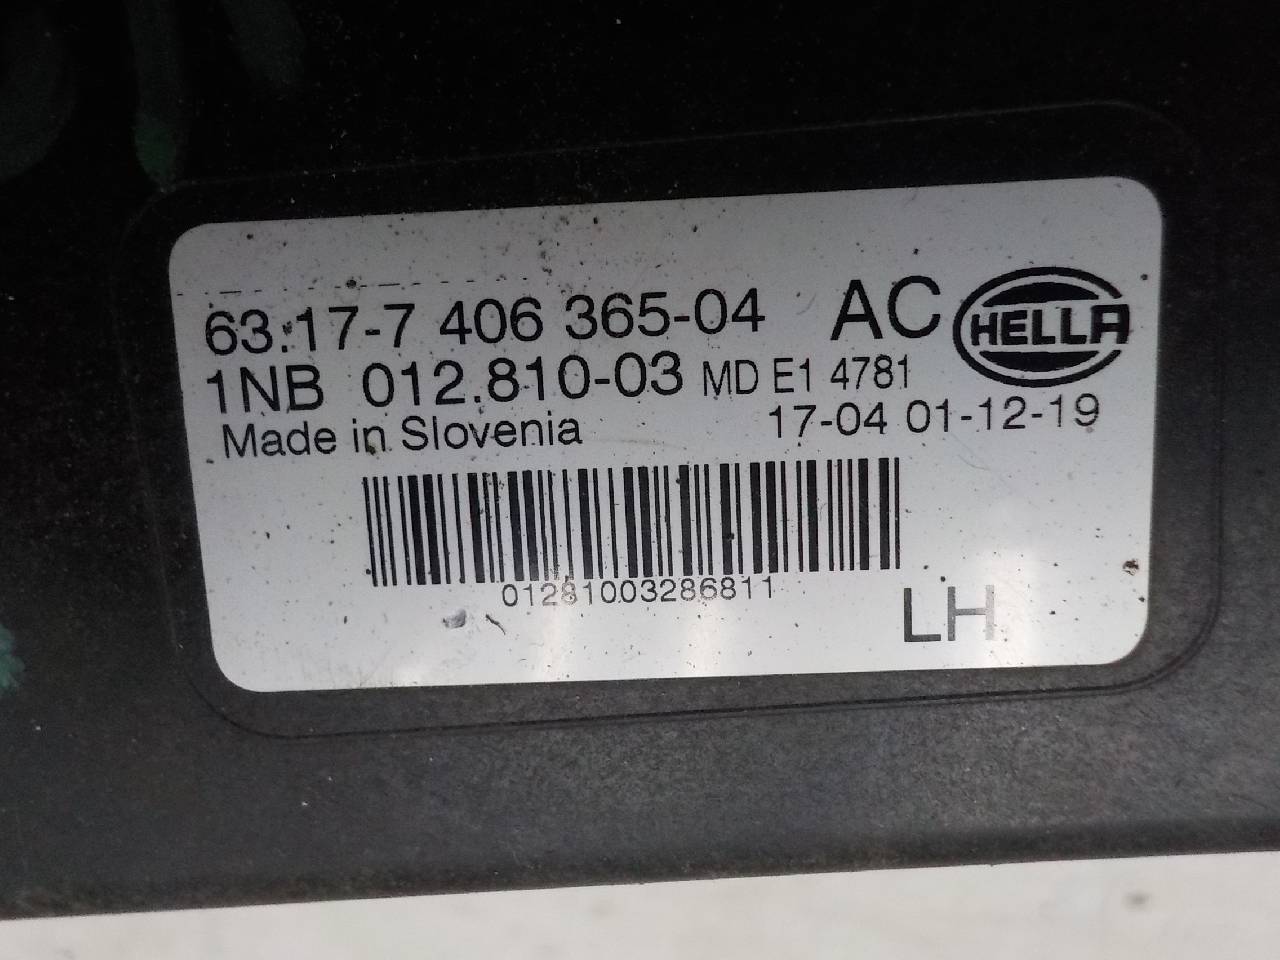 63.17-7 406 365-04 AC HELLA
1NB 012.810-03 MD E1 4781
Made in Slovenia 17-04 01-12-19
01281003286811
LH